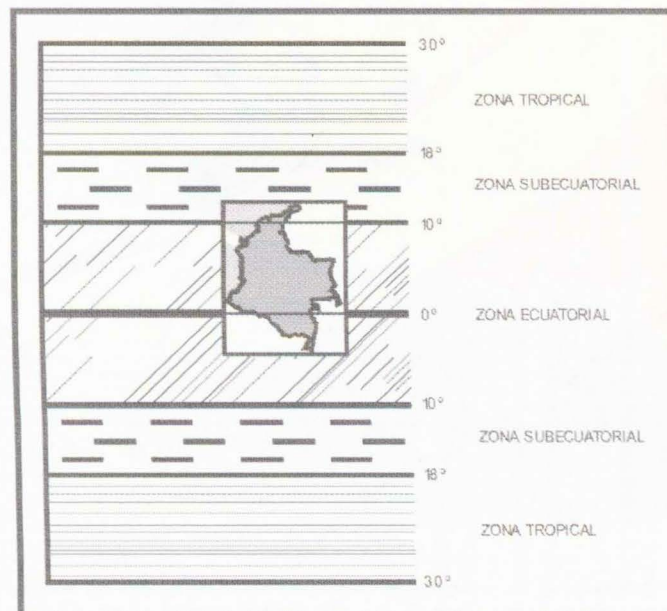 30°
ZONA TROPICAL
18°
ZONA SUBECUATORIAL
10°
0° ZONA ECUATORIAL
10°
ZONA SUBECUATORIAL
18°
ZONA TROPICAL
30°